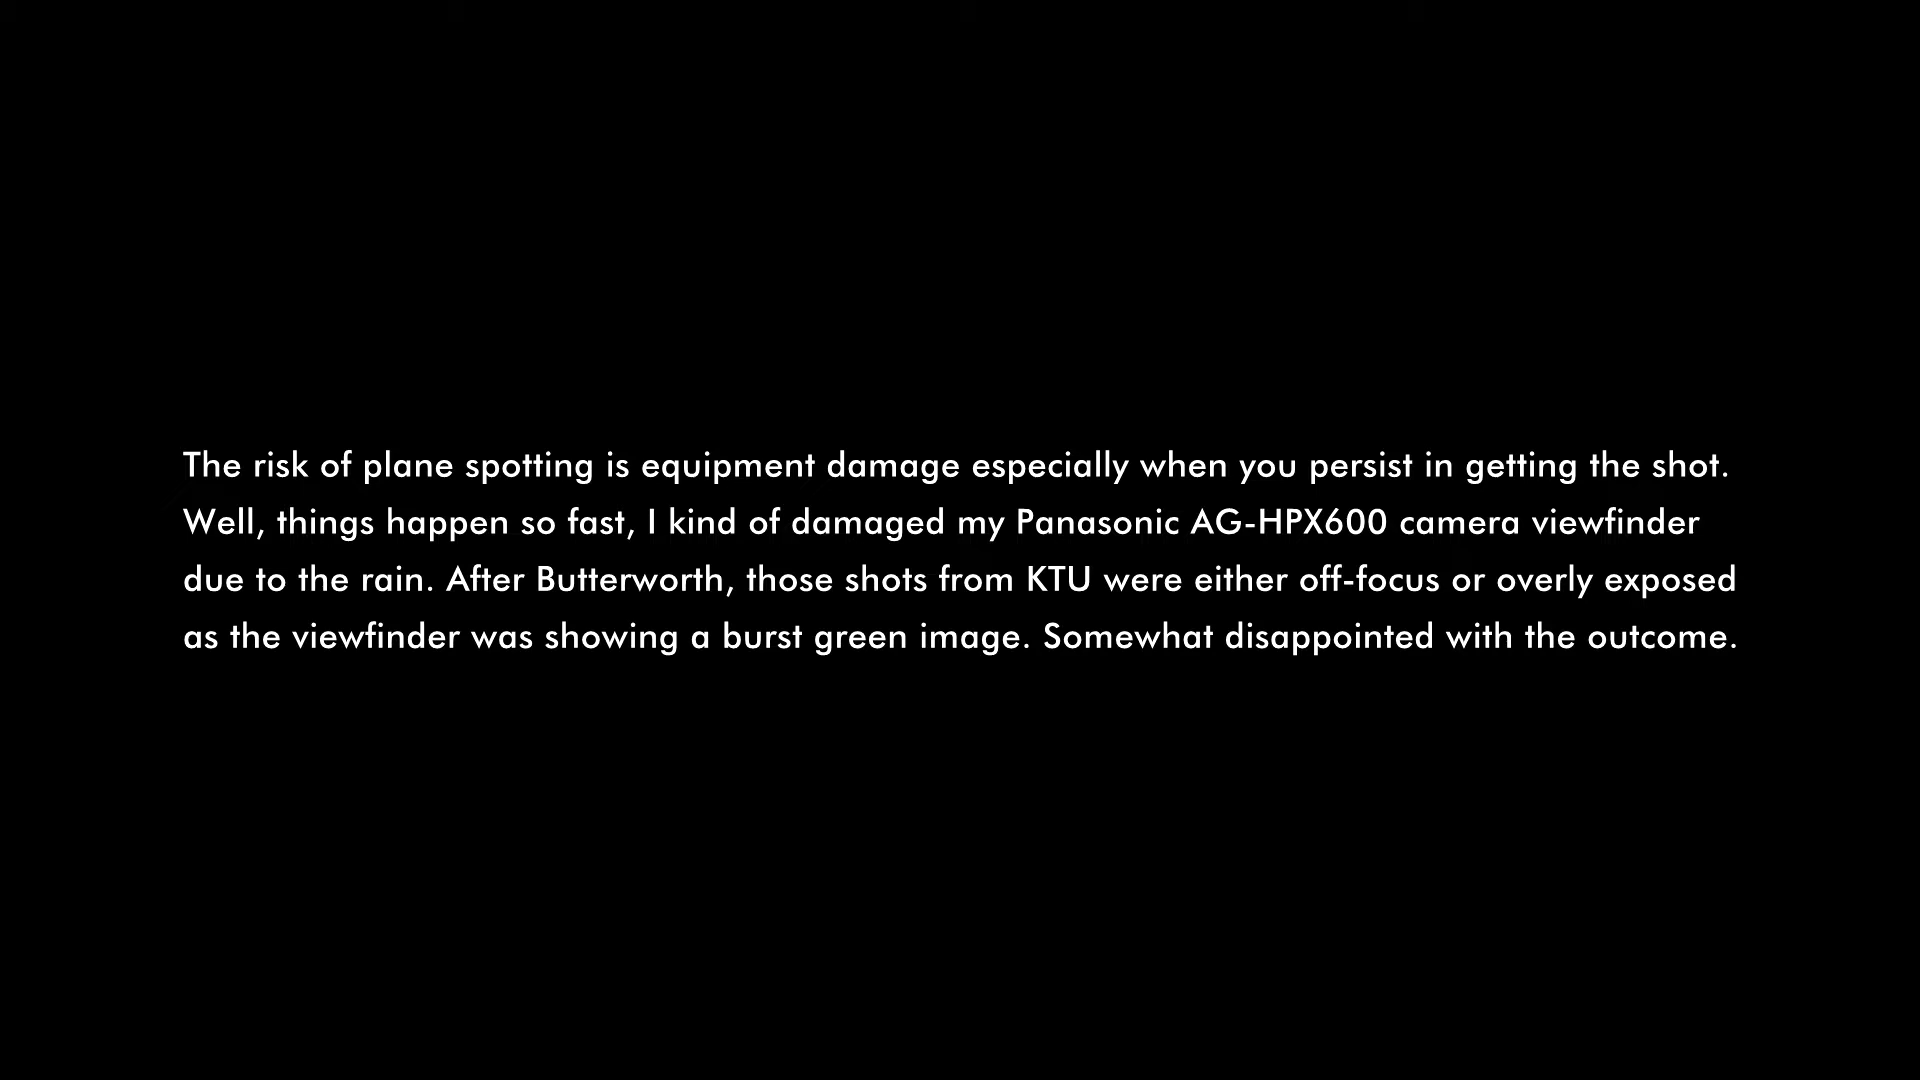 The risk of plane spotting is equipment damage especially when you persist in getting the shot.
Well, things happen so fast, I kind of damaged my Panasonic AG-HPX600 camera viewfinder
due to the rain. After Butterworth, those shots from KTU were either off-focus or overly exposed
as the viewfinder was showing a burst green image. Somewhat disappointed with the outcome.